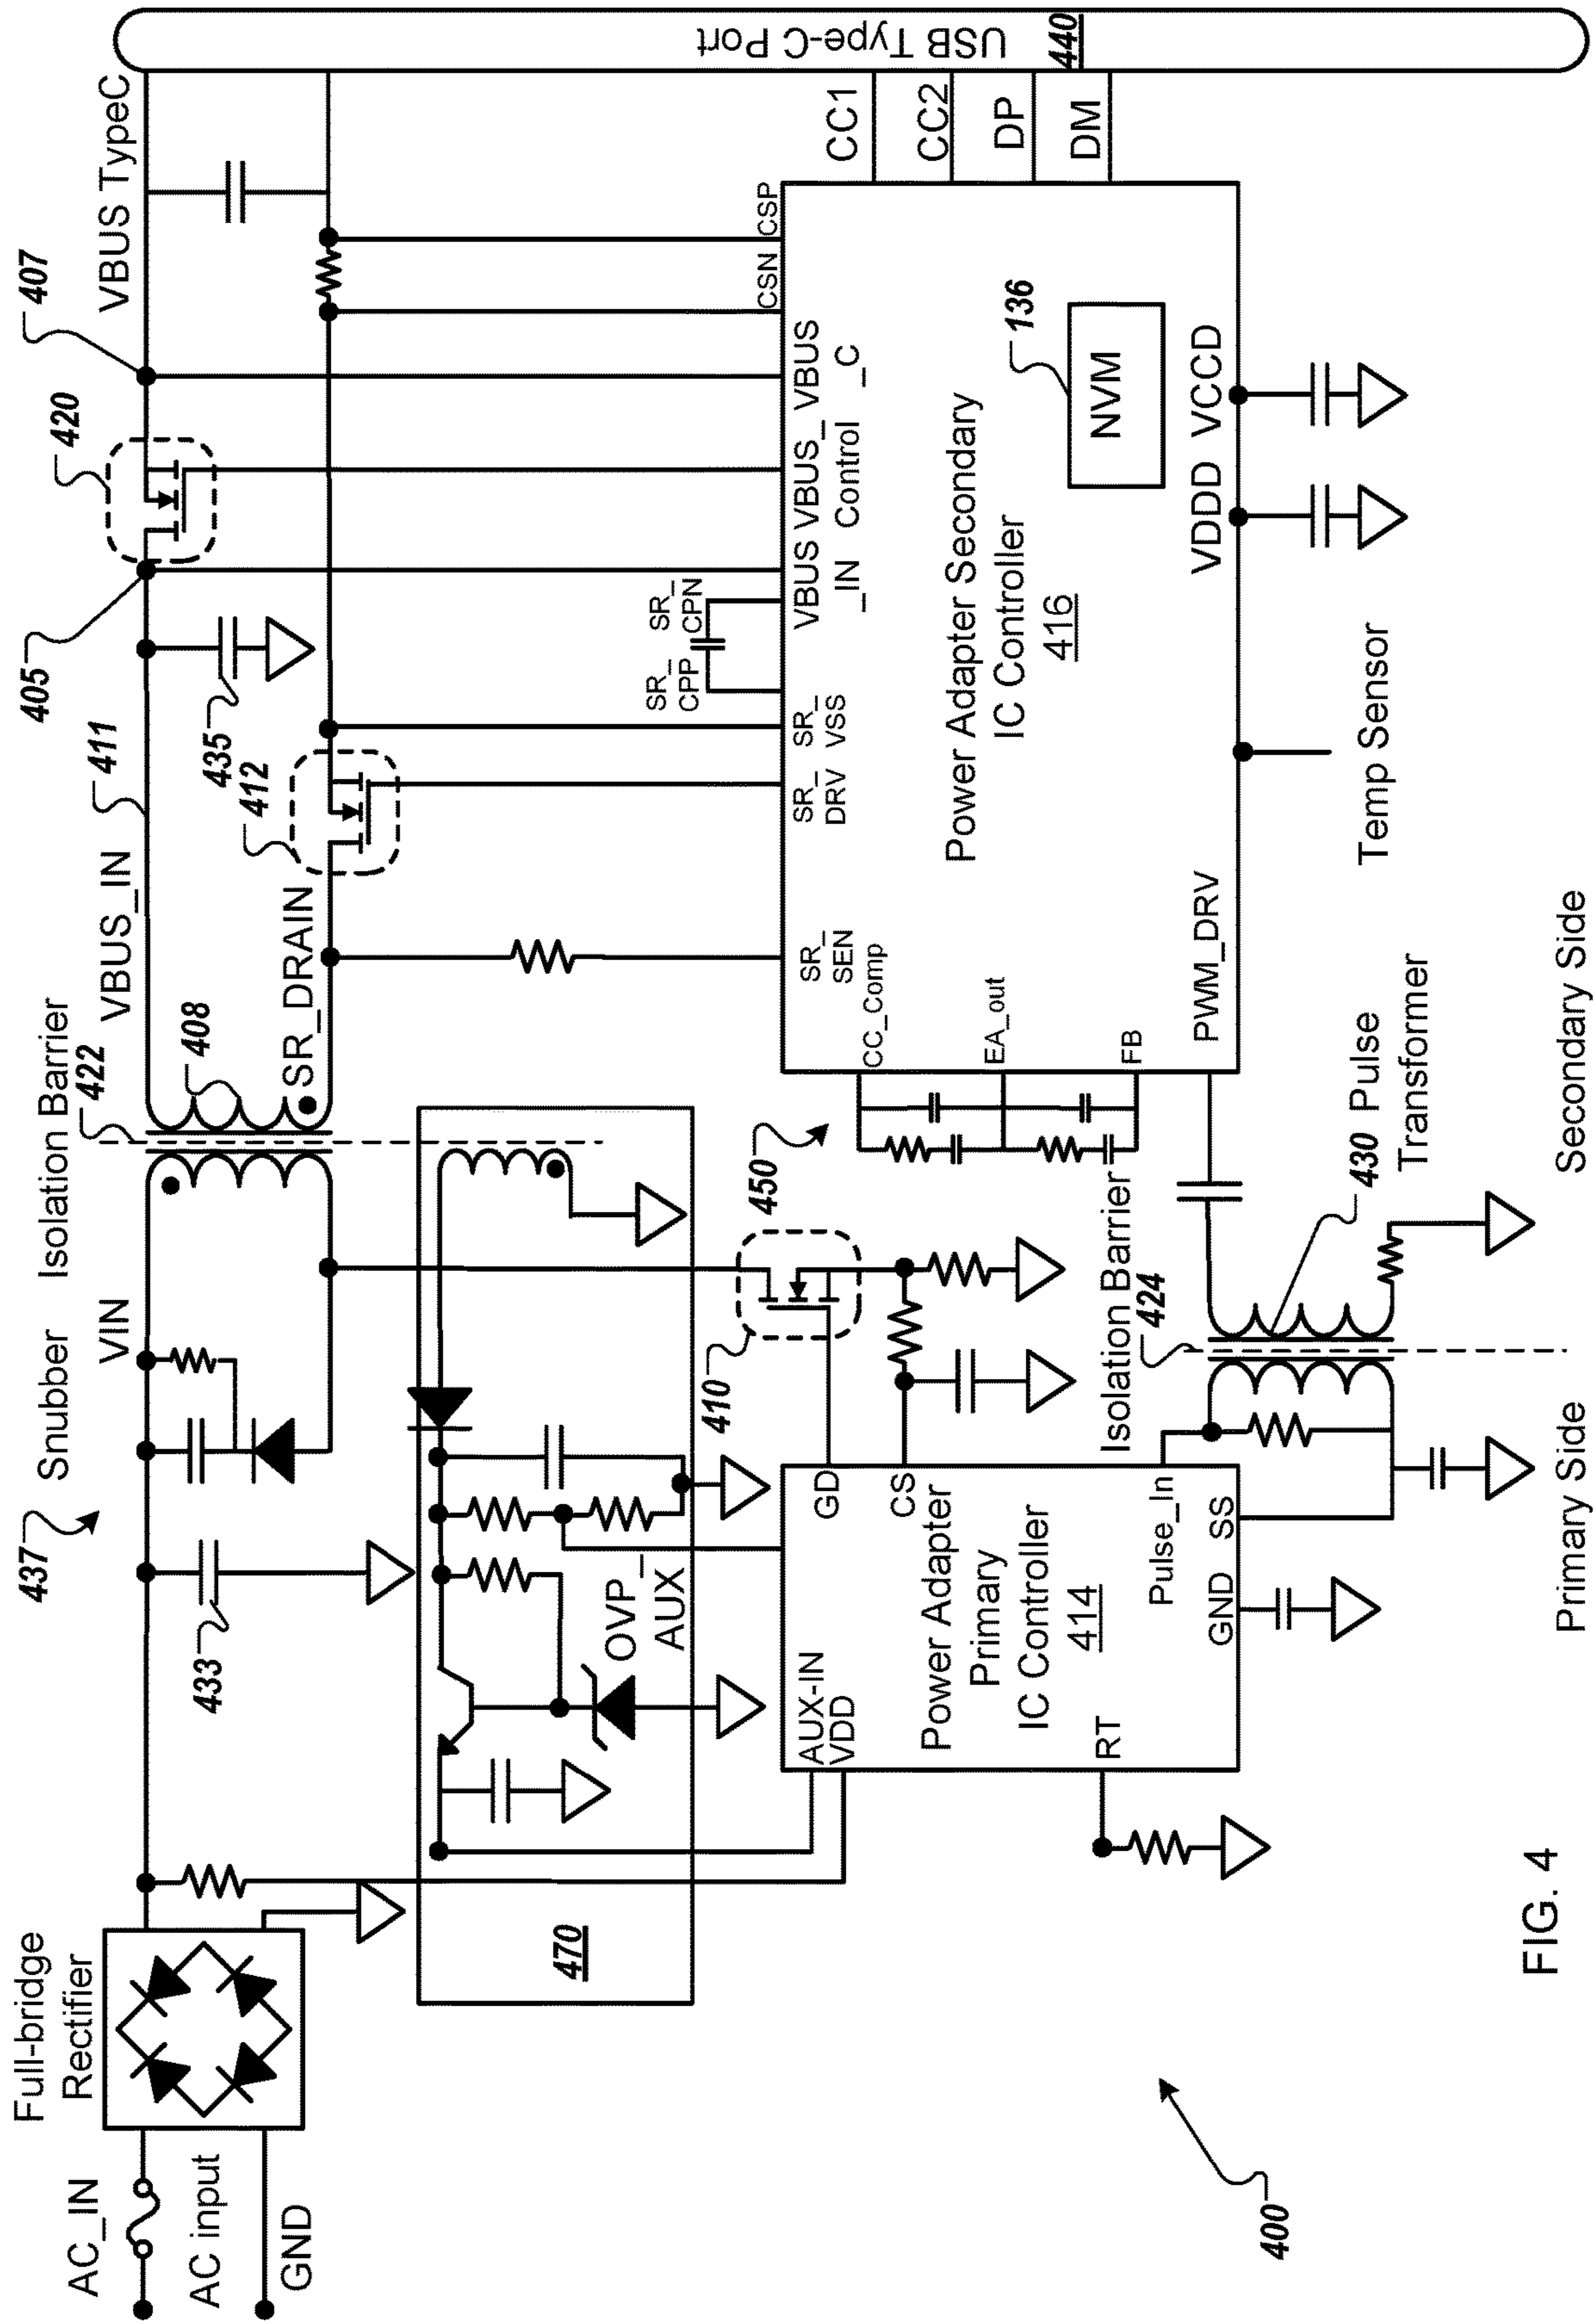 Full-bridge
Rectifier
AC_IN
AC input
GND
437
Snubber
VIN
Isolation Barrier
422
408
VBUS_IN
411
SR_DRAIN
405
435
412
420
407
VBUS TypeC
USB Type-C Port
440
433
470
OVP_
AUX
410
450
AUX-IN
VDD
GD
CS
Power Adapter
Primary
IC Controller
414
RT
Pulse_In
GND
SS
Isolation Barrier
424
430 Pulse
Transformer
SR_
SEN
SR_
DRV
SR_
VSS
SR_
CPP
SR_
CPN
VBUS
_IN
VBUS_
Control
VBUS
_C
CSN
CSP
CC_Comp
EA_out
FB
PWM_DRV
Power Adapter Secondary
IC Controller
416
136
NVM
VDDD
VCCD
CC1
CC2
DP
DM
Temp Sensor
Primary Side
Secondary Side
400
FIG. 4